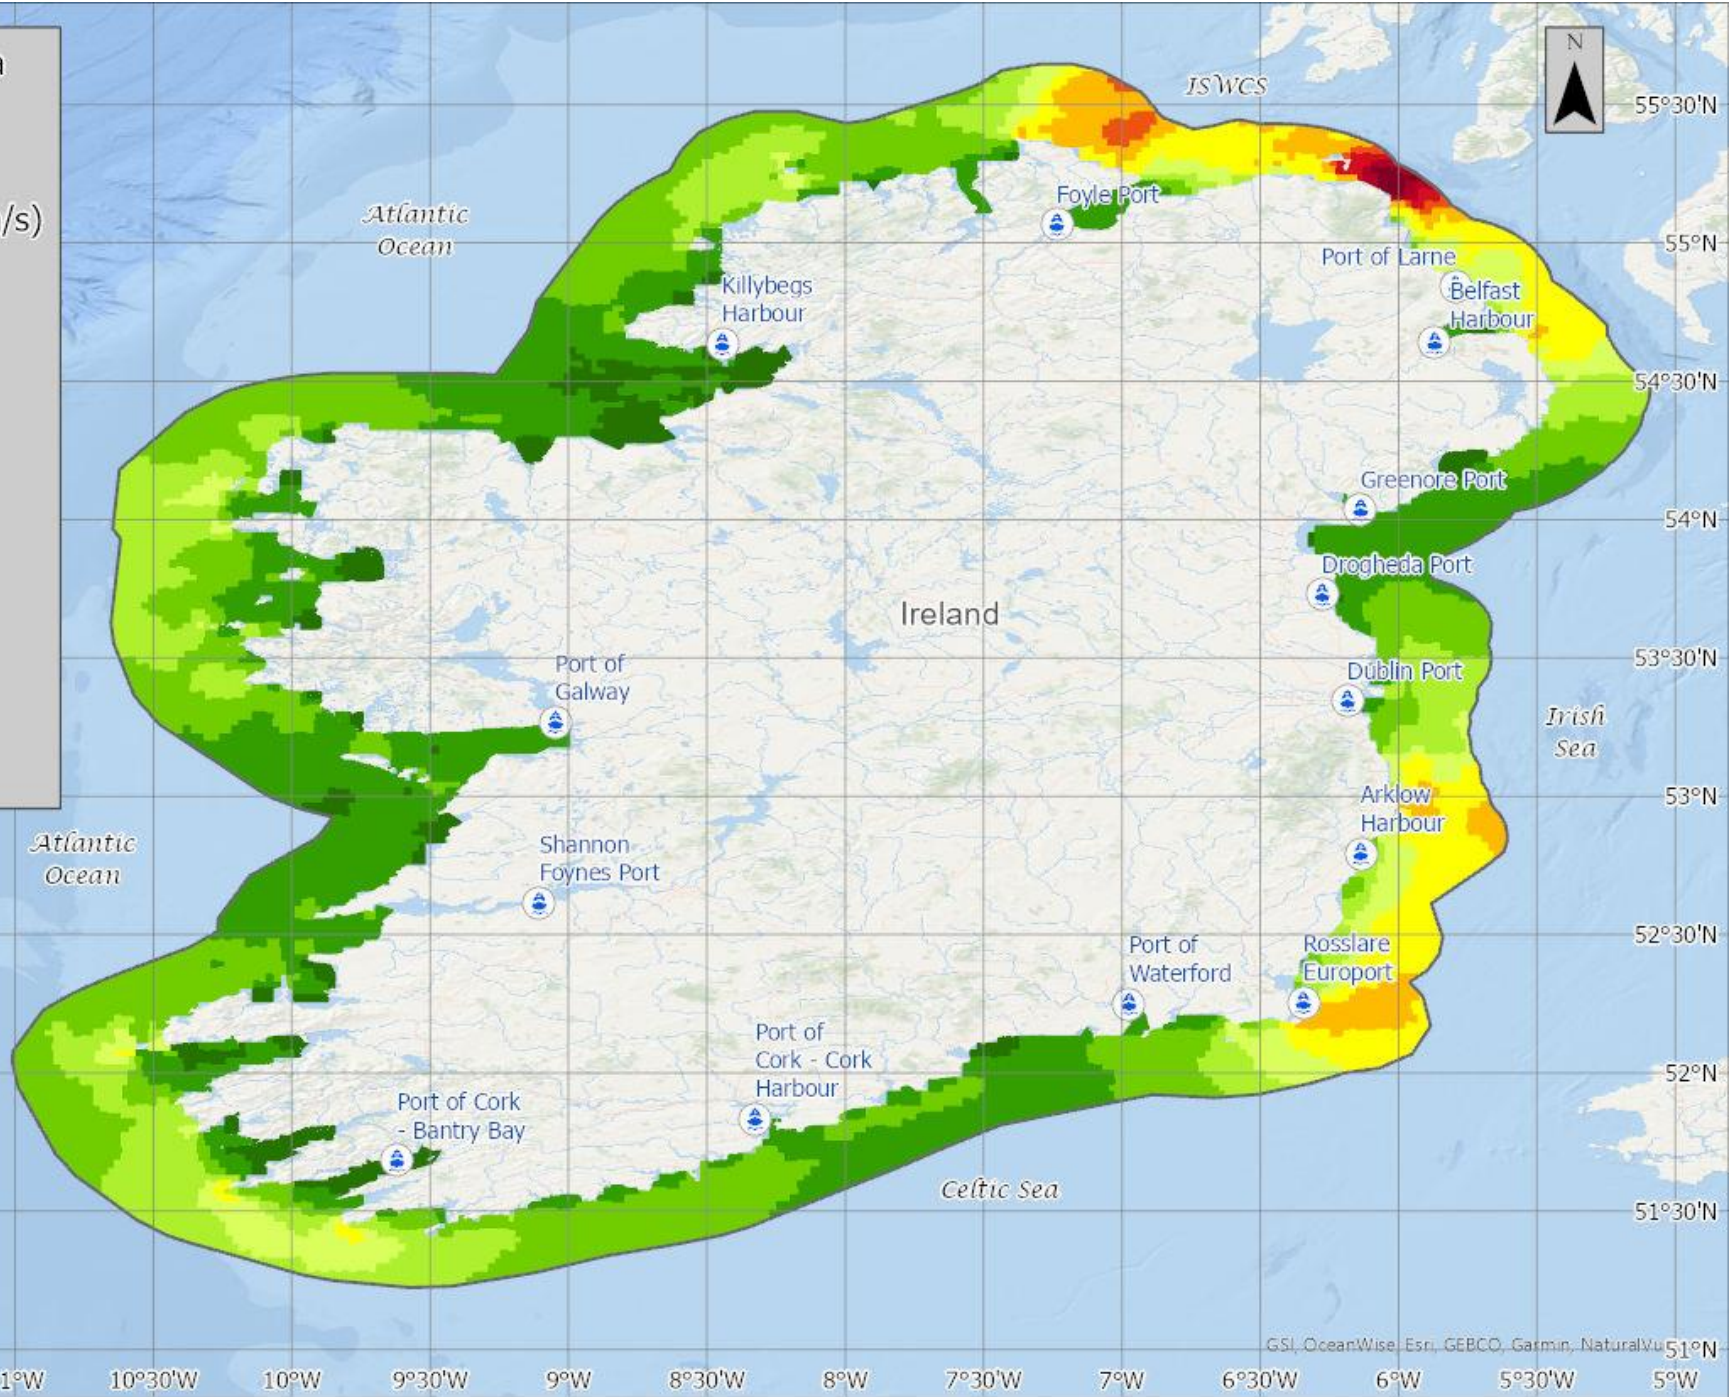 /s)
N
ISWCS
55°30'N
Foyle Port
Atlantic
Ocean
55°N
Port of Larne
Killybegs
Harbour
Belfast
Harbour
54°30'N
Greenore Port
54°N
Drogheda Port
Ireland
Port of
Galway
53°30'N
Dublin Port
Irish
Sea
53°N
Arklow
Harbour
Atlantic
Ocean
Shannon
Foynes Port
52°30'N
Port of
Waterford
Rosslare
Europort
Port of
Cork - Cork
Harbour
52°N
Port of Cork
- Bantry Bay
Celtic Sea
51°30'N
GSI, OceanWise, Esri, GEBCO, Garmin, NaturalVu
51°N
1°W 10°30'W 10°W 9°30'W 9°W 8°30'W 8°W 7°30'W 7°W 6°30'W 6°W 5°30'W 5°W